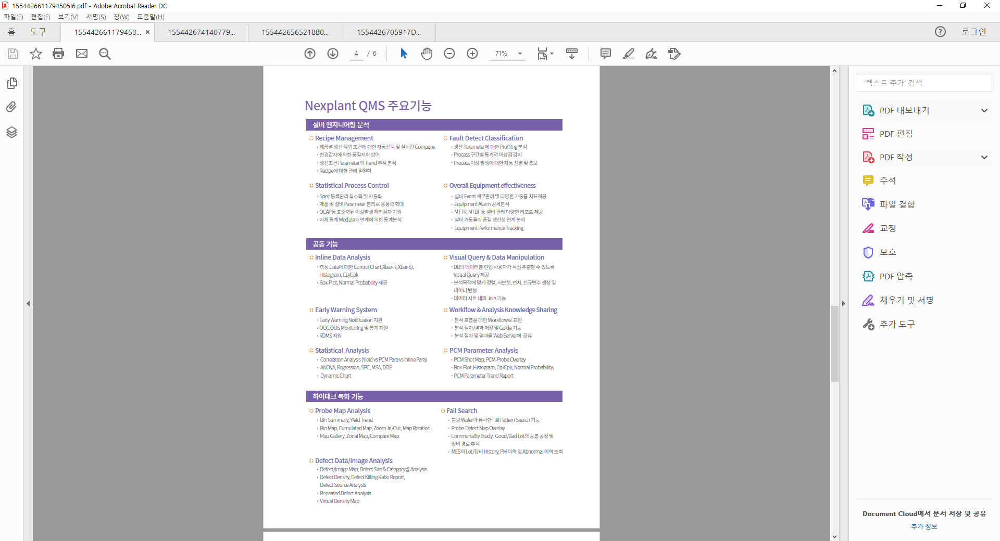 1554426611794505I6.pdf - Adobe Acrobat Reader DC
파일(F) 편집(E) 보기(V) 서명(S) 창(W) 도움말(H)
홈 도구 155442661179450... × 155442674140779... 1554426565218B0... 1554426705917D... ? 로그인
4 / 6 71%
Nexplant QMS 주요기능
설비 엔지니어링 분석
Recipe Management
· 제품별 생산 작업 조건에 대한 자동선택 및 실시간 Compare
· 변경감지에 의한 품질저하 방어
· 생산조건 Parameter의 Trend 추적 분석
· Recipe에 대한 관리 일원화
Fault Detect Classification
· 생산 Parameter에 대한 Profiling 분석
· Process 구간별 통계적 이상점 감지
· Process 이상 발생에 대한 자동 선별 및 통보
Statistical Process Control
· Spec 등록관리 최소화 및 자동화
· 제품 및 설비 Parameter 분리로 응용력 확대
· OCAP등 표준화된 이상발생 처리절차 지원
· 자체 통계 Module과 연계에 의한 통계분석
Overall Equipment effectiveness
· 설비 Event 세부관리 및 다양한 가동률 지표제공
· Equipment Alarm 상세분석
· MTTR, MTBF 등 설비 관리 다양한 리포트 제공
· 설비 가동률과 품질 생산성 연계 분석
· Equipment Performance Tracking
공통 기능
Inline Data Analysis
· 측정 Data에 대한 Control Chart(Xbar-R, Xbar-S),
Histogram, Cp/Cpk
· Box-Plot, Normal Probability 제공
Visual Query & Data Manipulation
· DB의 데이터를 현업 사용자가 직접 추출할 수 있도록
Visual Query 제공
· 분석목적에 맞게 정렬, 서브셋, 전치, 신규변수 생성 및
데이터 변형
· 데이터 시트 내의 Join 기능
Early Warning System
· Early Warning Notification 지원
· OOC,OOS Monitoring 및 통계 지원
· RDMS 지원
Workflow & Analysis Knowledge Sharing
· 분석 흐름을 대한 Workflow로 표현
· 분석 절차/결과 저장 및 Guide 기능
· 분석 절차 및 결과를 Web Server에 공유
Statistical Analysis
· Correlation Analysis (Yield vs PCM Para vs Inline Para)
· ANOVA, Regression, SPC, MSA, DOE
· Dynamic Chart
PCM Parameter Analysis
· PCM Shot Map, PCM-Probe Overlay
· Box-Plot, Histogram, Cp/Cpk, Normal Probability,
· PCM Parameter Trend Report
하이테크 특화 기능
Probe Map Analysis
· Bin Summary, Yield Trend
· Bin Map, Cumulated Map, Zoom-In/Out, Map Rotation
· Map Gallery, Zonal Map, Compare Map
Fail Search
· 불량 Wafer와 유사한 Fail Pattern Search 기능
· Probe-Defect Map Overlay
· Commonality Study : Good/Bad Lot의 공통 공정 및
장비 경로 추적
· MES의 Lot/장비 History, PM 이력 및 Abnormal 이력 조회
Defect Data/Image Analysis
· Defect/Image Map, Defect Size & Category별 Analysis
· Defect Density, Defect Killing Ratio Report,
Defect Source Analysis
· Repeated Defect Analysis
· Virtual Density Map
'텍스트 추가' 검색
PDF 내보내기
PDF 편집
PDF 작성
주석
파일 결합
교정
보호
PDF 압축
채우기 및 서명
추가 도구
Document Cloud에서 문서 저장 및 공유
추가 정보